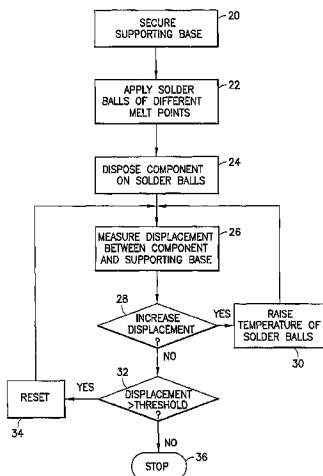 SECURE
SUPPORTING BASE
20
APPLY SOLDER
BALLS OF DIFFERENT
MELT POINTS
22
DISPOSE COMPONENT
ON SOLDER BALLS
24
MEASURE DISPLACEMENT
BETWEEN COMPONENT
AND SUPPORTING BASE
26
28
INCREASE
DISPLACEMENT
?
YES
RAISE
TEMPERATURE OF
SOLDER BALLS
30
NO
32
DISPLACEMENT
>THRESHOLD
?
YES
RESET
34
NO
STOP
36